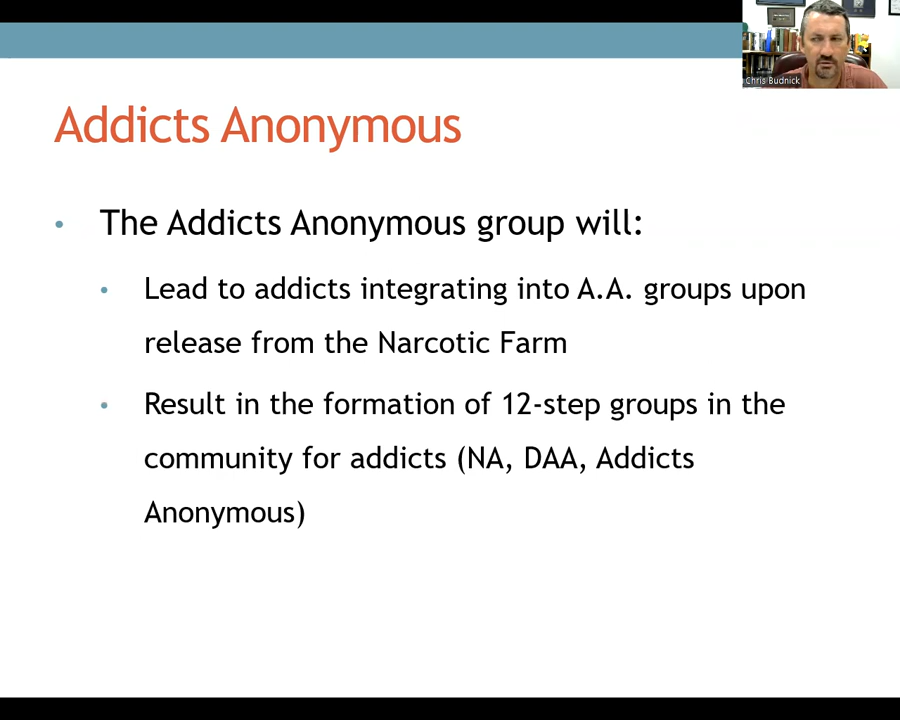 Chris Budnick
Addicts Anonymous
• The Addicts Anonymous group will:
• Lead to addicts integrating into A.A. groups upon
release from the Narcotic Farm
• Result in the formation of 12-step groups in the
community for addicts (NA, DAA, Addicts
Anonymous)